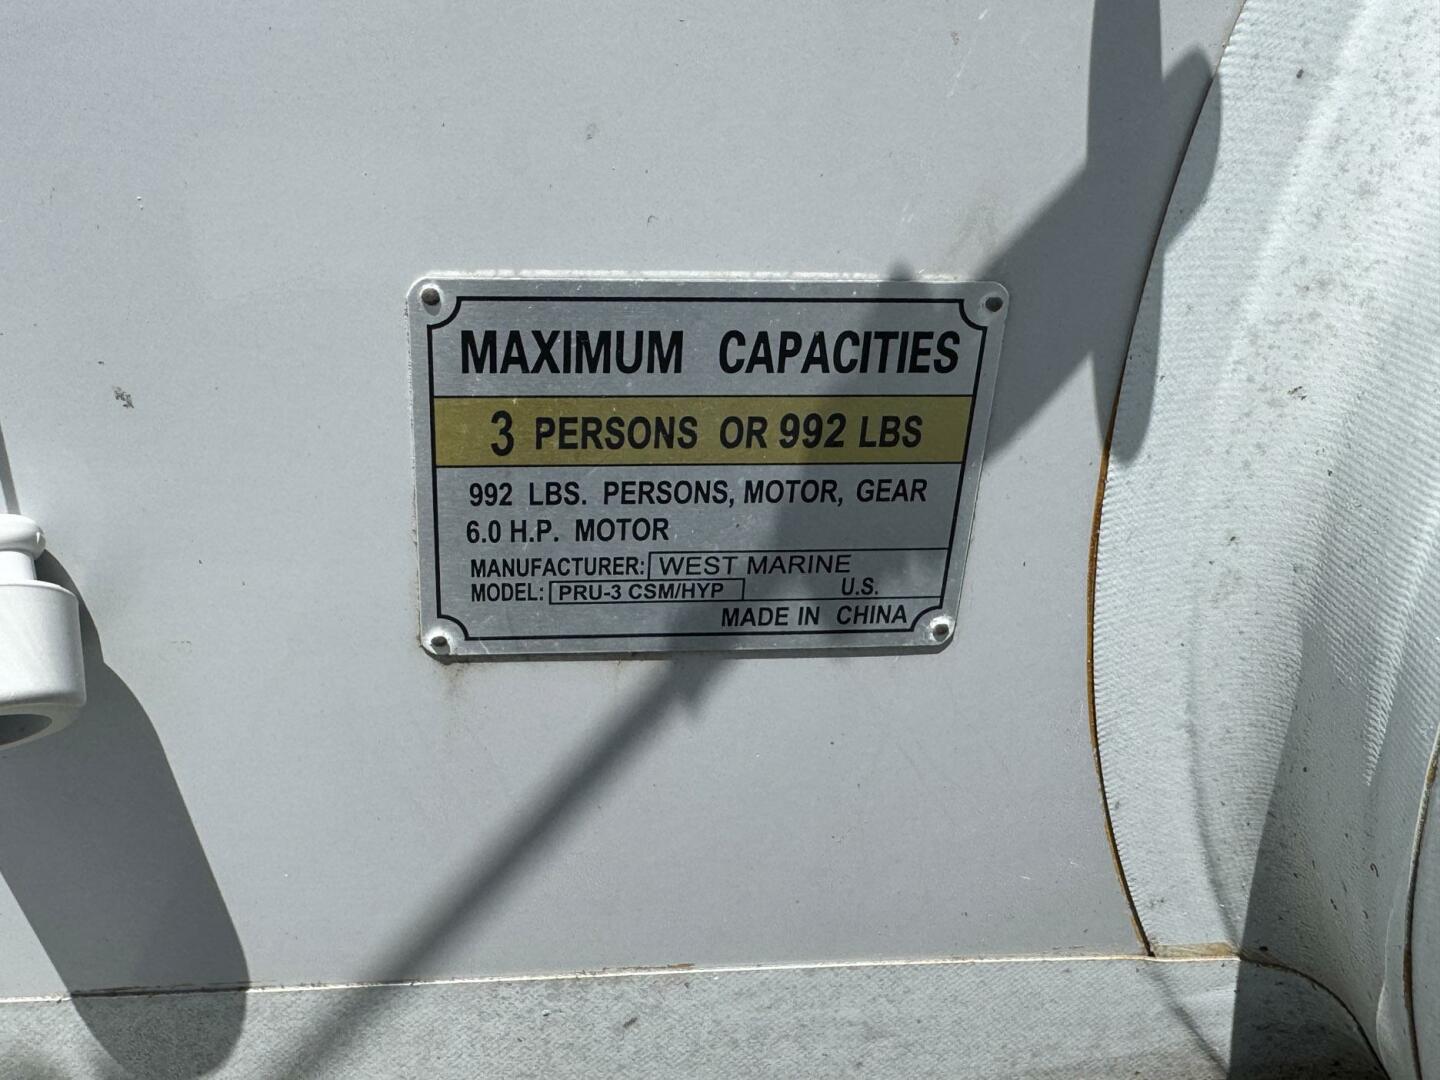 MAXIMUM CAPACITIES
3 PERSONS OR 992 LBS
992 LBS. PERSONS, MOTOR, GEAR
6.0 H.P. MOTOR
MANUFACTURER: WEST MARINE
MODEL: PRU-3 CSM/HYP U.S.
MADE IN CHINA